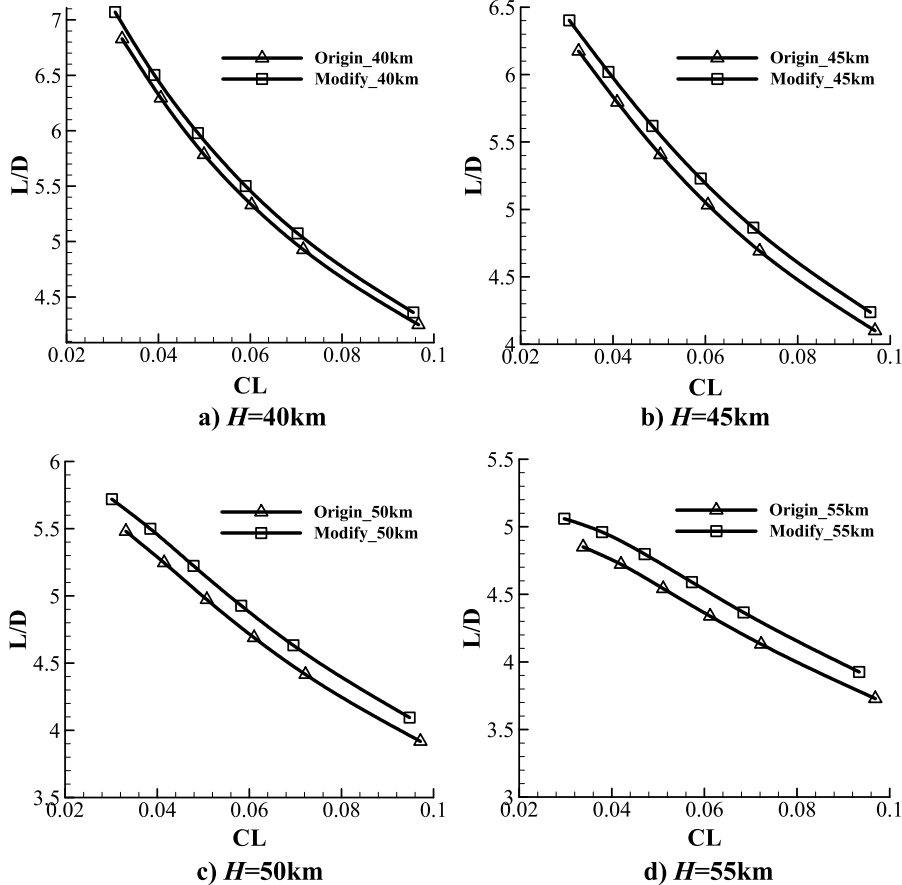 7
6.5
6
5.5
5
4.5
L/D
Origin_40km
Modify_40km
0.02 0.04 0.06 0.08 0.1
CL
a) H=40km
6.5
6
5.5
5
4.5
4
L/D
Origin_45km
Modify_45km
0.02 0.04 0.06 0.08 0.1
CL
b) H=45km
6
5.5
5
4.5
4
3.5
L/D
Origin_50km
Modify_50km
0.02 0.04 0.06 0.08 0.1
CL
c) H=50km
5.5
5
4.5
4
3.5
3
L/D
Origin_55km
Modify_55km
0.02 0.04 0.06 0.08 0.1
CL
d) H=55km